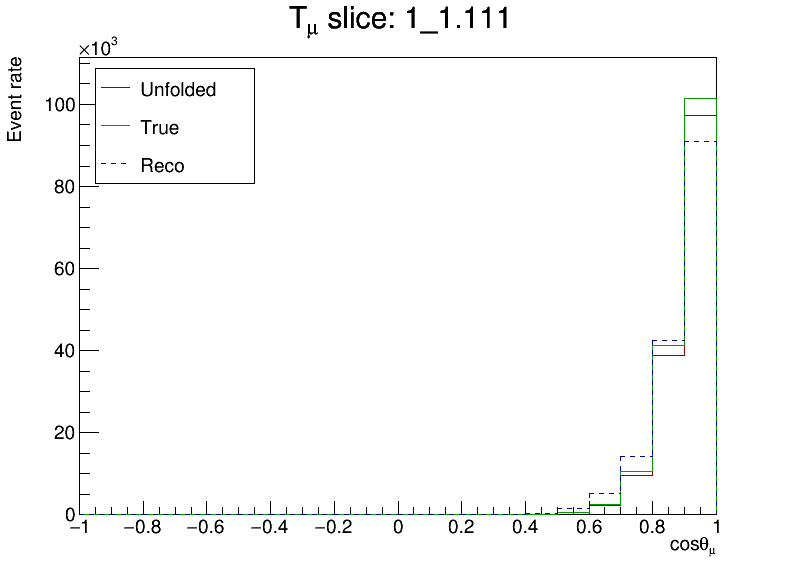 T_μ slice: 1_1.111
×10³
Event rate
Unfolded
True
Reco
100
80
60
40
20
0
−1 −0.8 −0.6 −0.4 −0.2 0 0.2 0.4 0.6 0.8 1
cosθ_μ